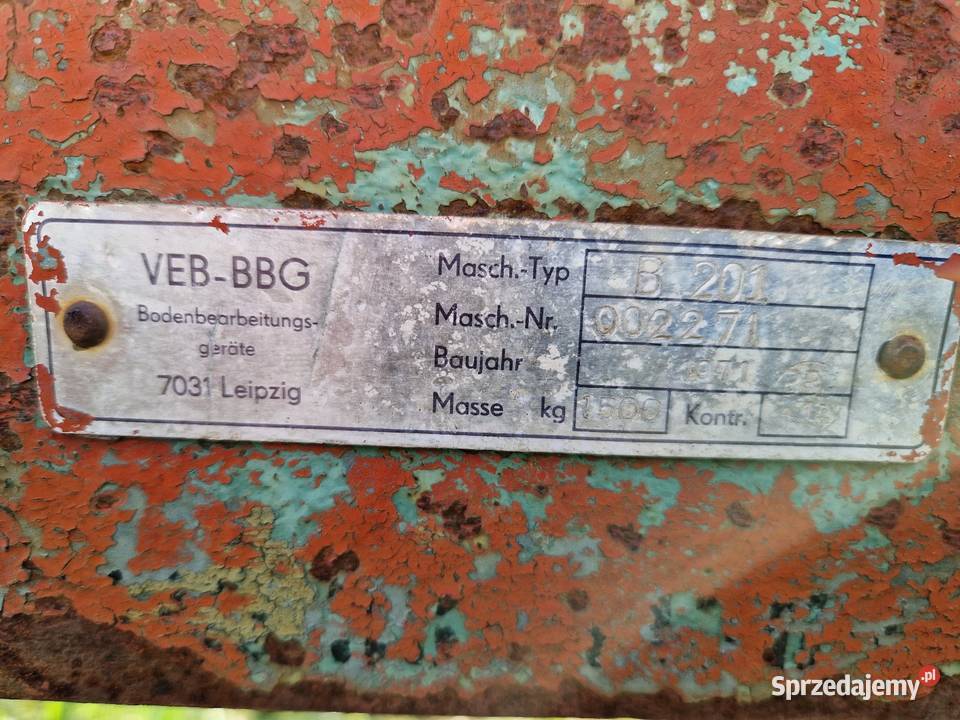 VEB-BBG
Bodenbearbeitungs-
geräte
7031 Leipzig
Masch.-Typ B 201
Masch.-Nr. 002271
Baujahr 971
Masse kg 1500 Kontr.
Sprzedajemy.pl